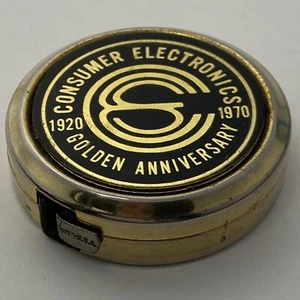 CONSUMER ELECTRONICS
1920 1970
GOLDEN ANNIVERSARY